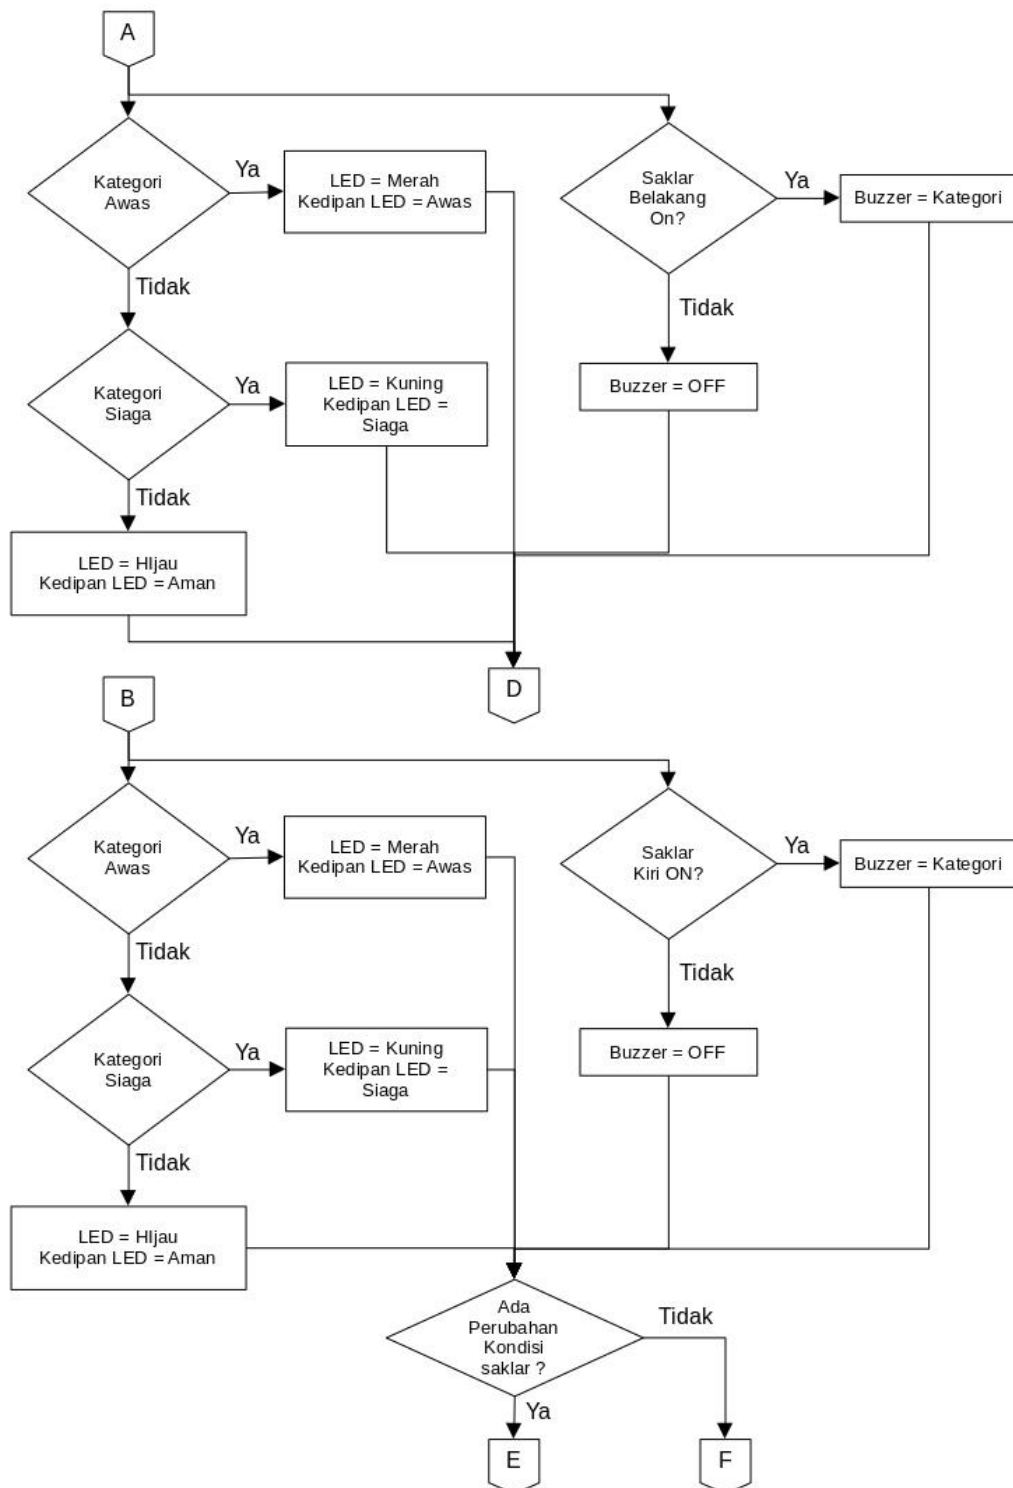 A
Kategori
Awas
Ya
LED = Merah
Kedipan LED = Awas
Saklar
Belakang
On?
Ya
Buzzer = Kategori
Tidak
Tidak
Kategori
Siaga
Ya
LED = Kuning
Kedipan LED =
Siaga
Buzzer = OFF
Tidak
LED = HIjau
Kedipan LED = Aman
D
B
Kategori
Awas
Ya
LED = Merah
Kedipan LED = Awas
Saklar
Kiri ON?
Ya
Buzzer = Kategori
Tidak
Tidak
Kategori
Siaga
Ya
LED = Kuning
Kedipan LED =
Siaga
Buzzer = OFF
Tidak
LED = HIjau
Kedipan LED = Aman
Ada
Perubahan
Kondisi
saklar ?
Tidak
Ya
E
F